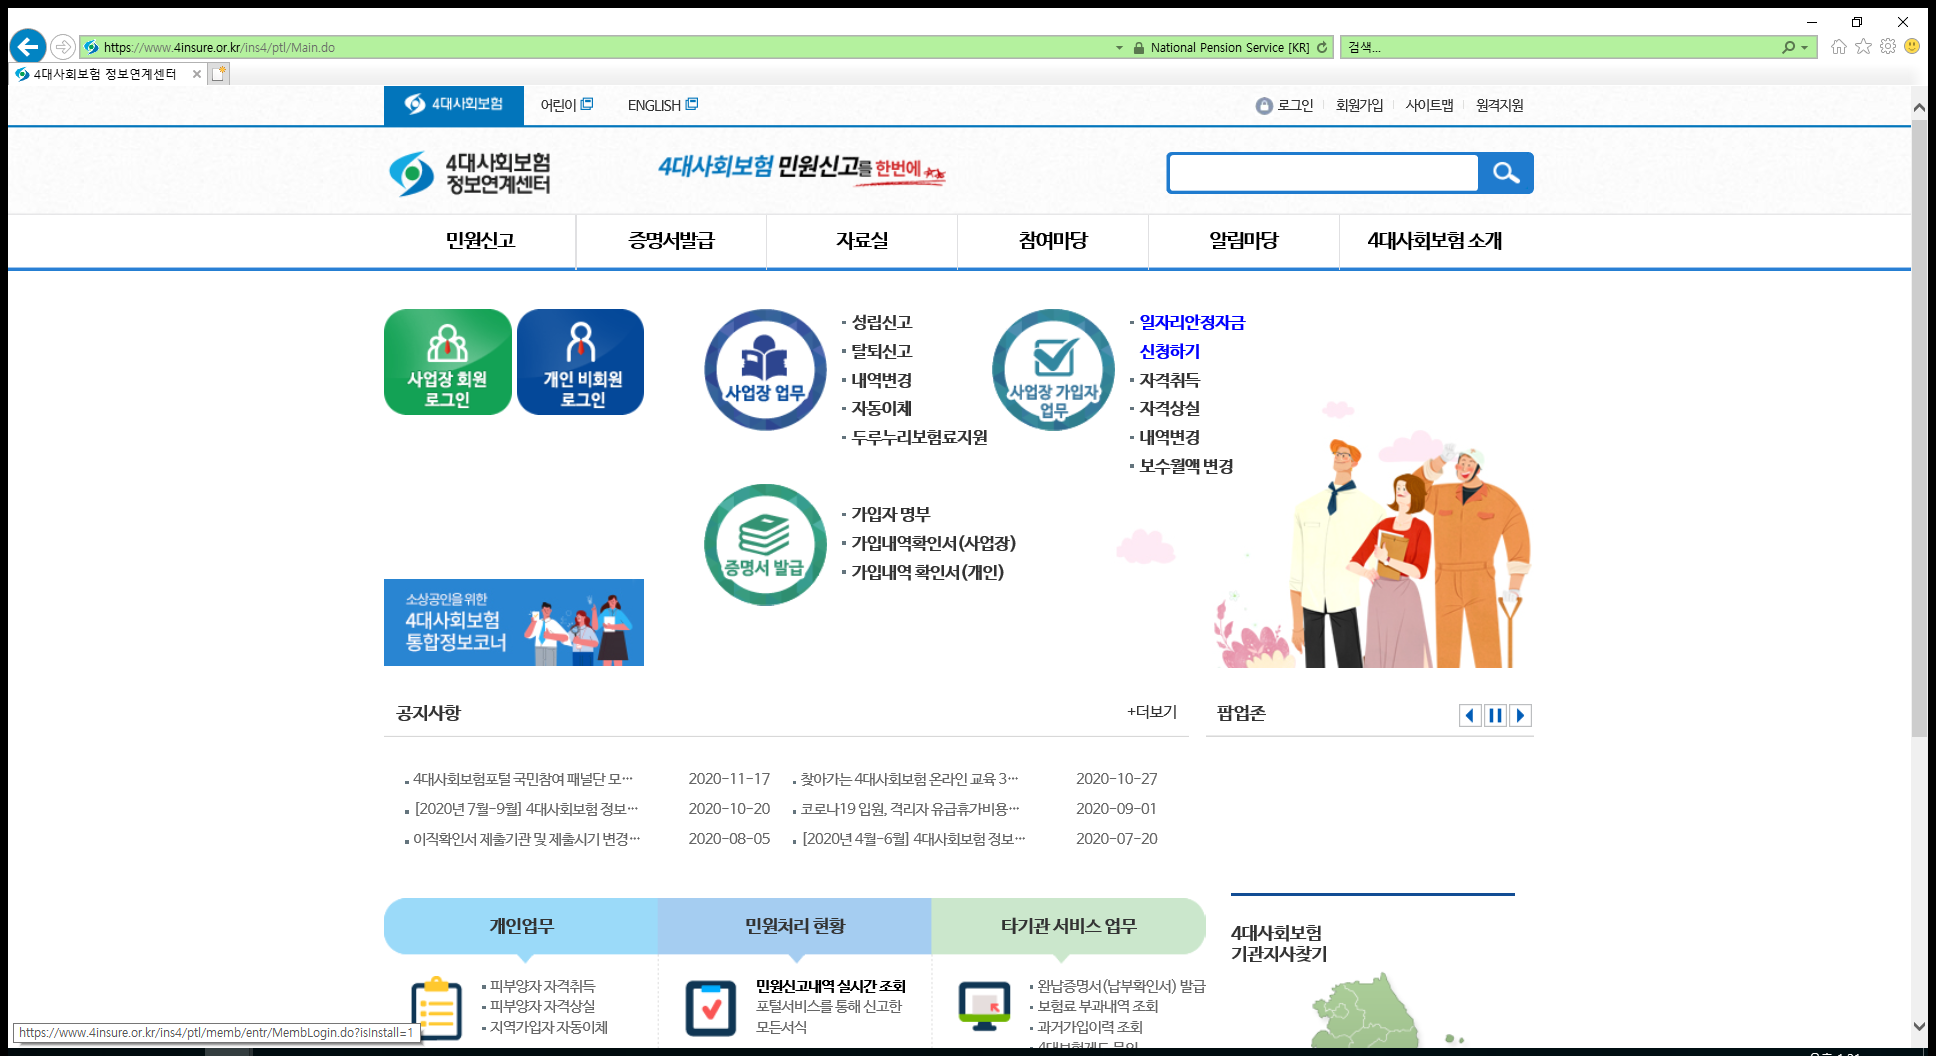 https://www.4insure.or.kr/ins4/ptl/Main.do
National Pension Service [KR]
검색...
4대사회보험 정보연계센터
4대사회보험
어린이
ENGLISH
로그인
회원가입
사이트맵
원격지원
4대사회보험
정보연계센터
4대사회보험 민원신고를 한번에
민원신고
증명서발급
자료실
참여마당
알림마당
4대사회보험 소개
사업장 회원
로그인
개인 비회원
로그인
사업장 업무
성립신고
탈퇴신고
내역변경
자동이체
두루누리보험료지원
사업장 가입자
업무
일자리안정자금
신청하기
자격취득
자격상실
내역변경
보수월액 변경
증명서 발급
가입자 명부
가입내역확인서(사업장)
가입내역 확인서(개인)
소상공인을 위한
4대사회보험
통합정보코너
공지사항
+더보기
팝업존
4대사회보험포털 국민참여 패널단 모… 2020-11-17
찾아가는 4대사회보험 온라인 교육 3… 2020-10-27
[2020년 7월-9월] 4대사회보험 정보… 2020-10-20
코로나19 입원, 격리자 유급휴가비용… 2020-09-01
이직확인서 제출기관 및 제출시기 변경… 2020-08-05
[2020년 4월-6월] 4대사회보험 정보… 2020-07-20
개인업무
민원처리 현황
타기관 서비스 업무
피부양자 자격취득
피부양자 자격상실
지역가입자 자동이체
민원신고내역 실시간 조회
포털서비스를 통해 신고한
모든서식
완납증명서(납부확인서) 발급
보험료 부과내역 조회
과거가입이력 조회
4대사회보험
기관지사찾기
https://www.4insure.or.kr/ins4/ptl/memb/entr/MembLogin.do?isInstall=1